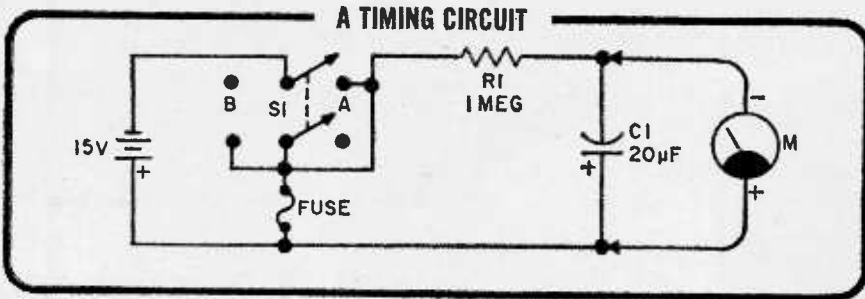 A TIMING CIRCUIT
B
S1
A
R1
1 MEG
15V
+
FUSE
+
C1
20µF
-
M
+